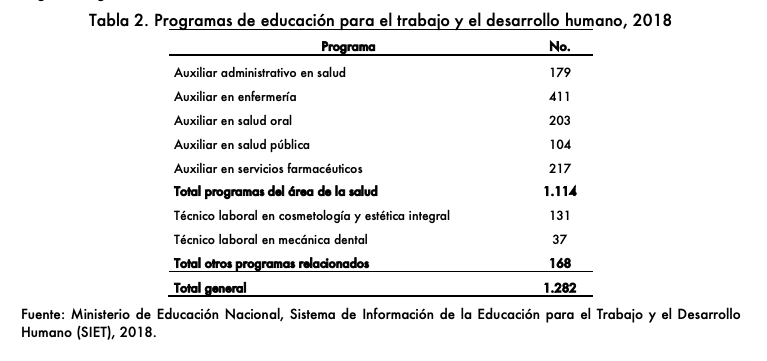 Tabla 2. Programas de educación para el trabajo y el desarrollo humano, 2018
Programa No.
Auxiliar administrativo en salud 179
Auxiliar en enfermería 411
Auxiliar en salud oral 203
Auxiliar en salud pública 104
Auxiliar en servicios farmacéuticos 217
Total programas del área de la salud 1.114
Técnico laboral en cosmetología y estética integral 131
Técnico laboral en mecánica dental 37
Total otros programas relacionados 168
Total general 1.282
Fuente: Ministerio de Educación Nacional, Sistema de Información de la Educación para el Trabajo y el Desarrollo
Humano (SIET), 2018.